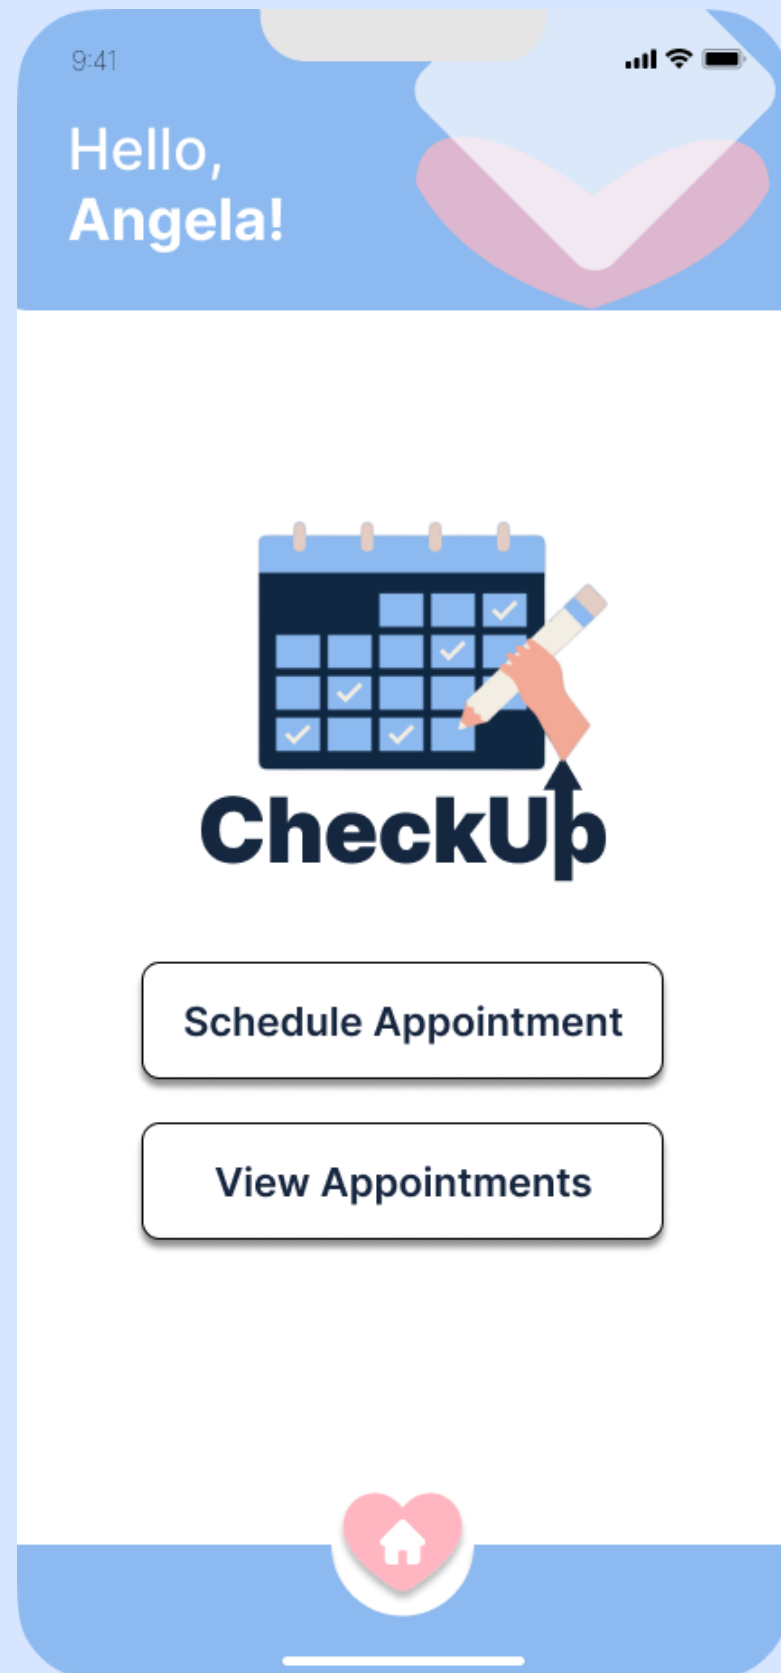 9:41
Hello,
Angela!
CheckUp
Schedule Appointment
View Appointments